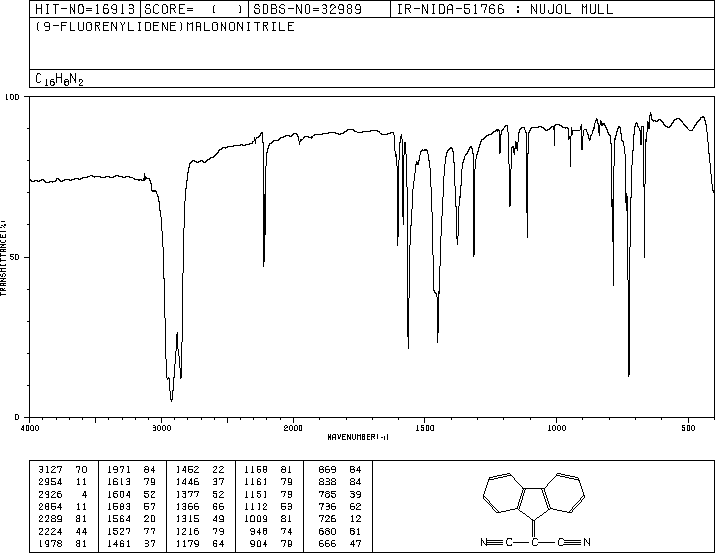 HIT-NO=16913 SCORE= ( ) SDBS-NO=32989 IR-NIDA-51766 : NUJOL MULL
(9-FLUORENYLIDENE)MALONONITRILE
C16H8N2
100
50
0
TRANSMITTANCE(%)
4000 3000 2000 1500 1000 500
WAVENUMBER(-1)
3127 70 1971 84 1452 22 1168 81 869 84
2954 11 1613 79 1446 37 1161 79 838 84
2926 4 1604 52 1377 52 1151 79 785 39
2854 11 1583 57 1366 66 1112 53 736 62
2289 81 1564 20 1315 49 1009 81 726 12
2224 44 1527 77 1216 79 948 74 680 81
1978 81 1461 37 1179 64 904 79 666 47
N≡C C C≡N